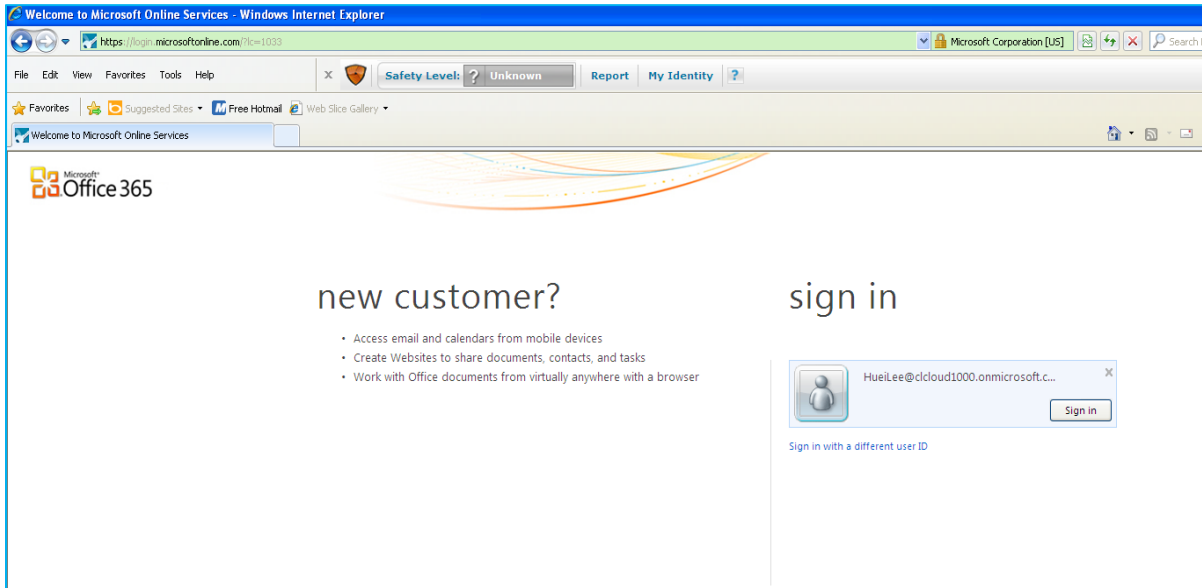 Welcome to Microsoft Online Services - Windows Internet Explorer
https://login.microsoftonline.com/?lc=1033
Microsoft Corporation [US]
Search
File Edit View Favorites Tools Help
x
Safety Level: ? Unknown
Report
My Identity
?
Favorites
Suggested Sites
Free Hotmail
Web Slice Gallery
Welcome to Microsoft Online Services
Microsoft
Office 365
new customer?
• Access email and calendars from mobile devices
• Create Websites to share documents, contacts, and tasks
• Work with Office documents from virtually anywhere with a browser
sign in
HueiLee@clcloud1000.onmicrosoft.c...
Sign in
Sign in with a different user ID